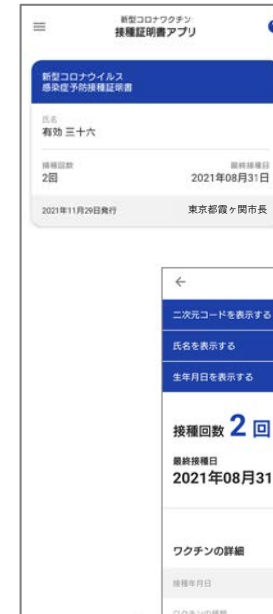 新型コロナワクチン
接種証明書アプリ
新型コロナウイルス
感染症予防接種証明書
氏名
有効 三十六
接種回数
最終接種日
2回
2021年08月31日
2021年11月29日発行
東京都霞ヶ関市長
二次元コードを表示する
氏名を表示する
生年月日を表示する
接種回数 2 回
最終接種日
2021年08月31
ワクチンの詳細
接種年月日
ワクチンの種類